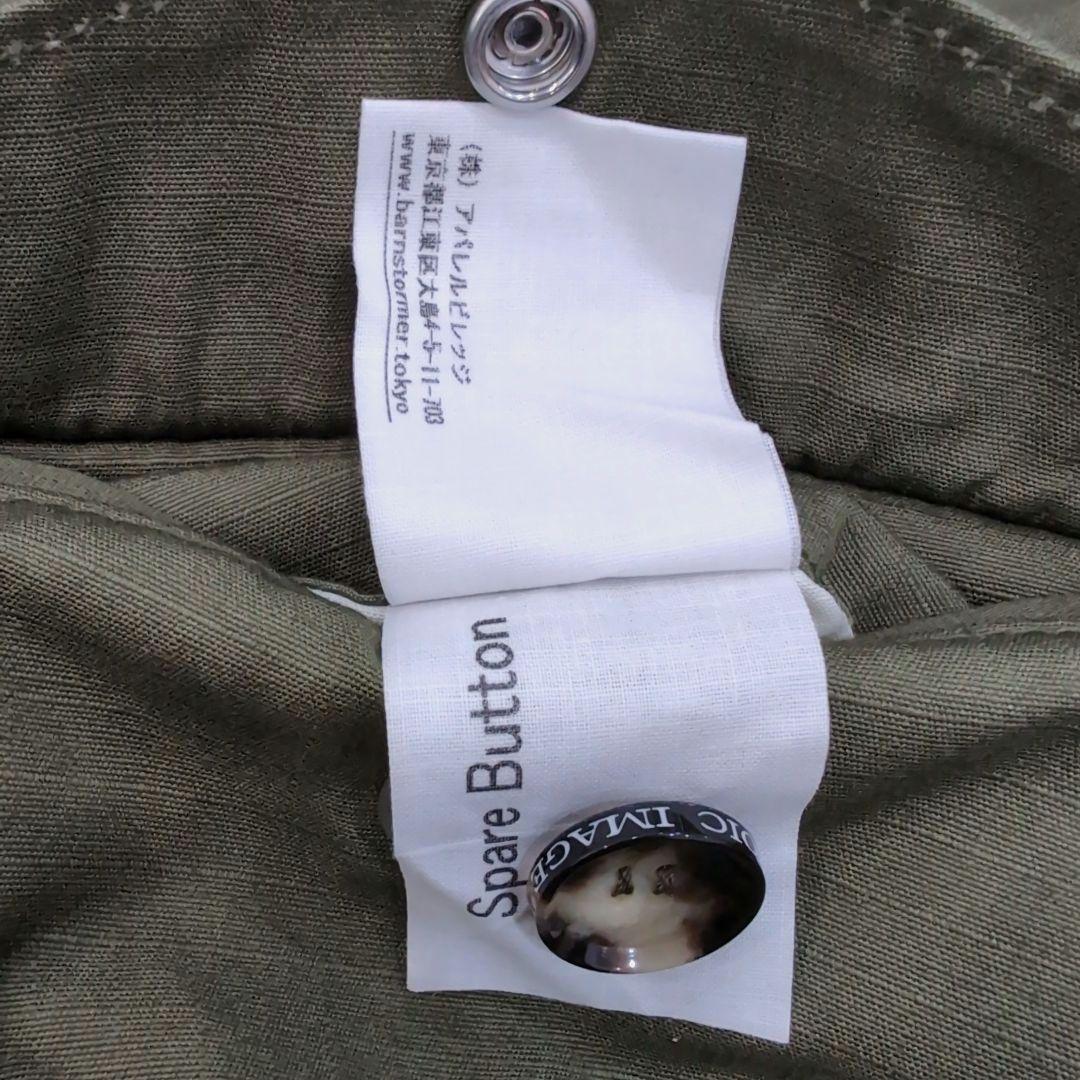 (株) アパレルビレッジ
東京都江東区大島4-5-11-703
www.barnstormer.tokyo
Spare Button
IMAGE